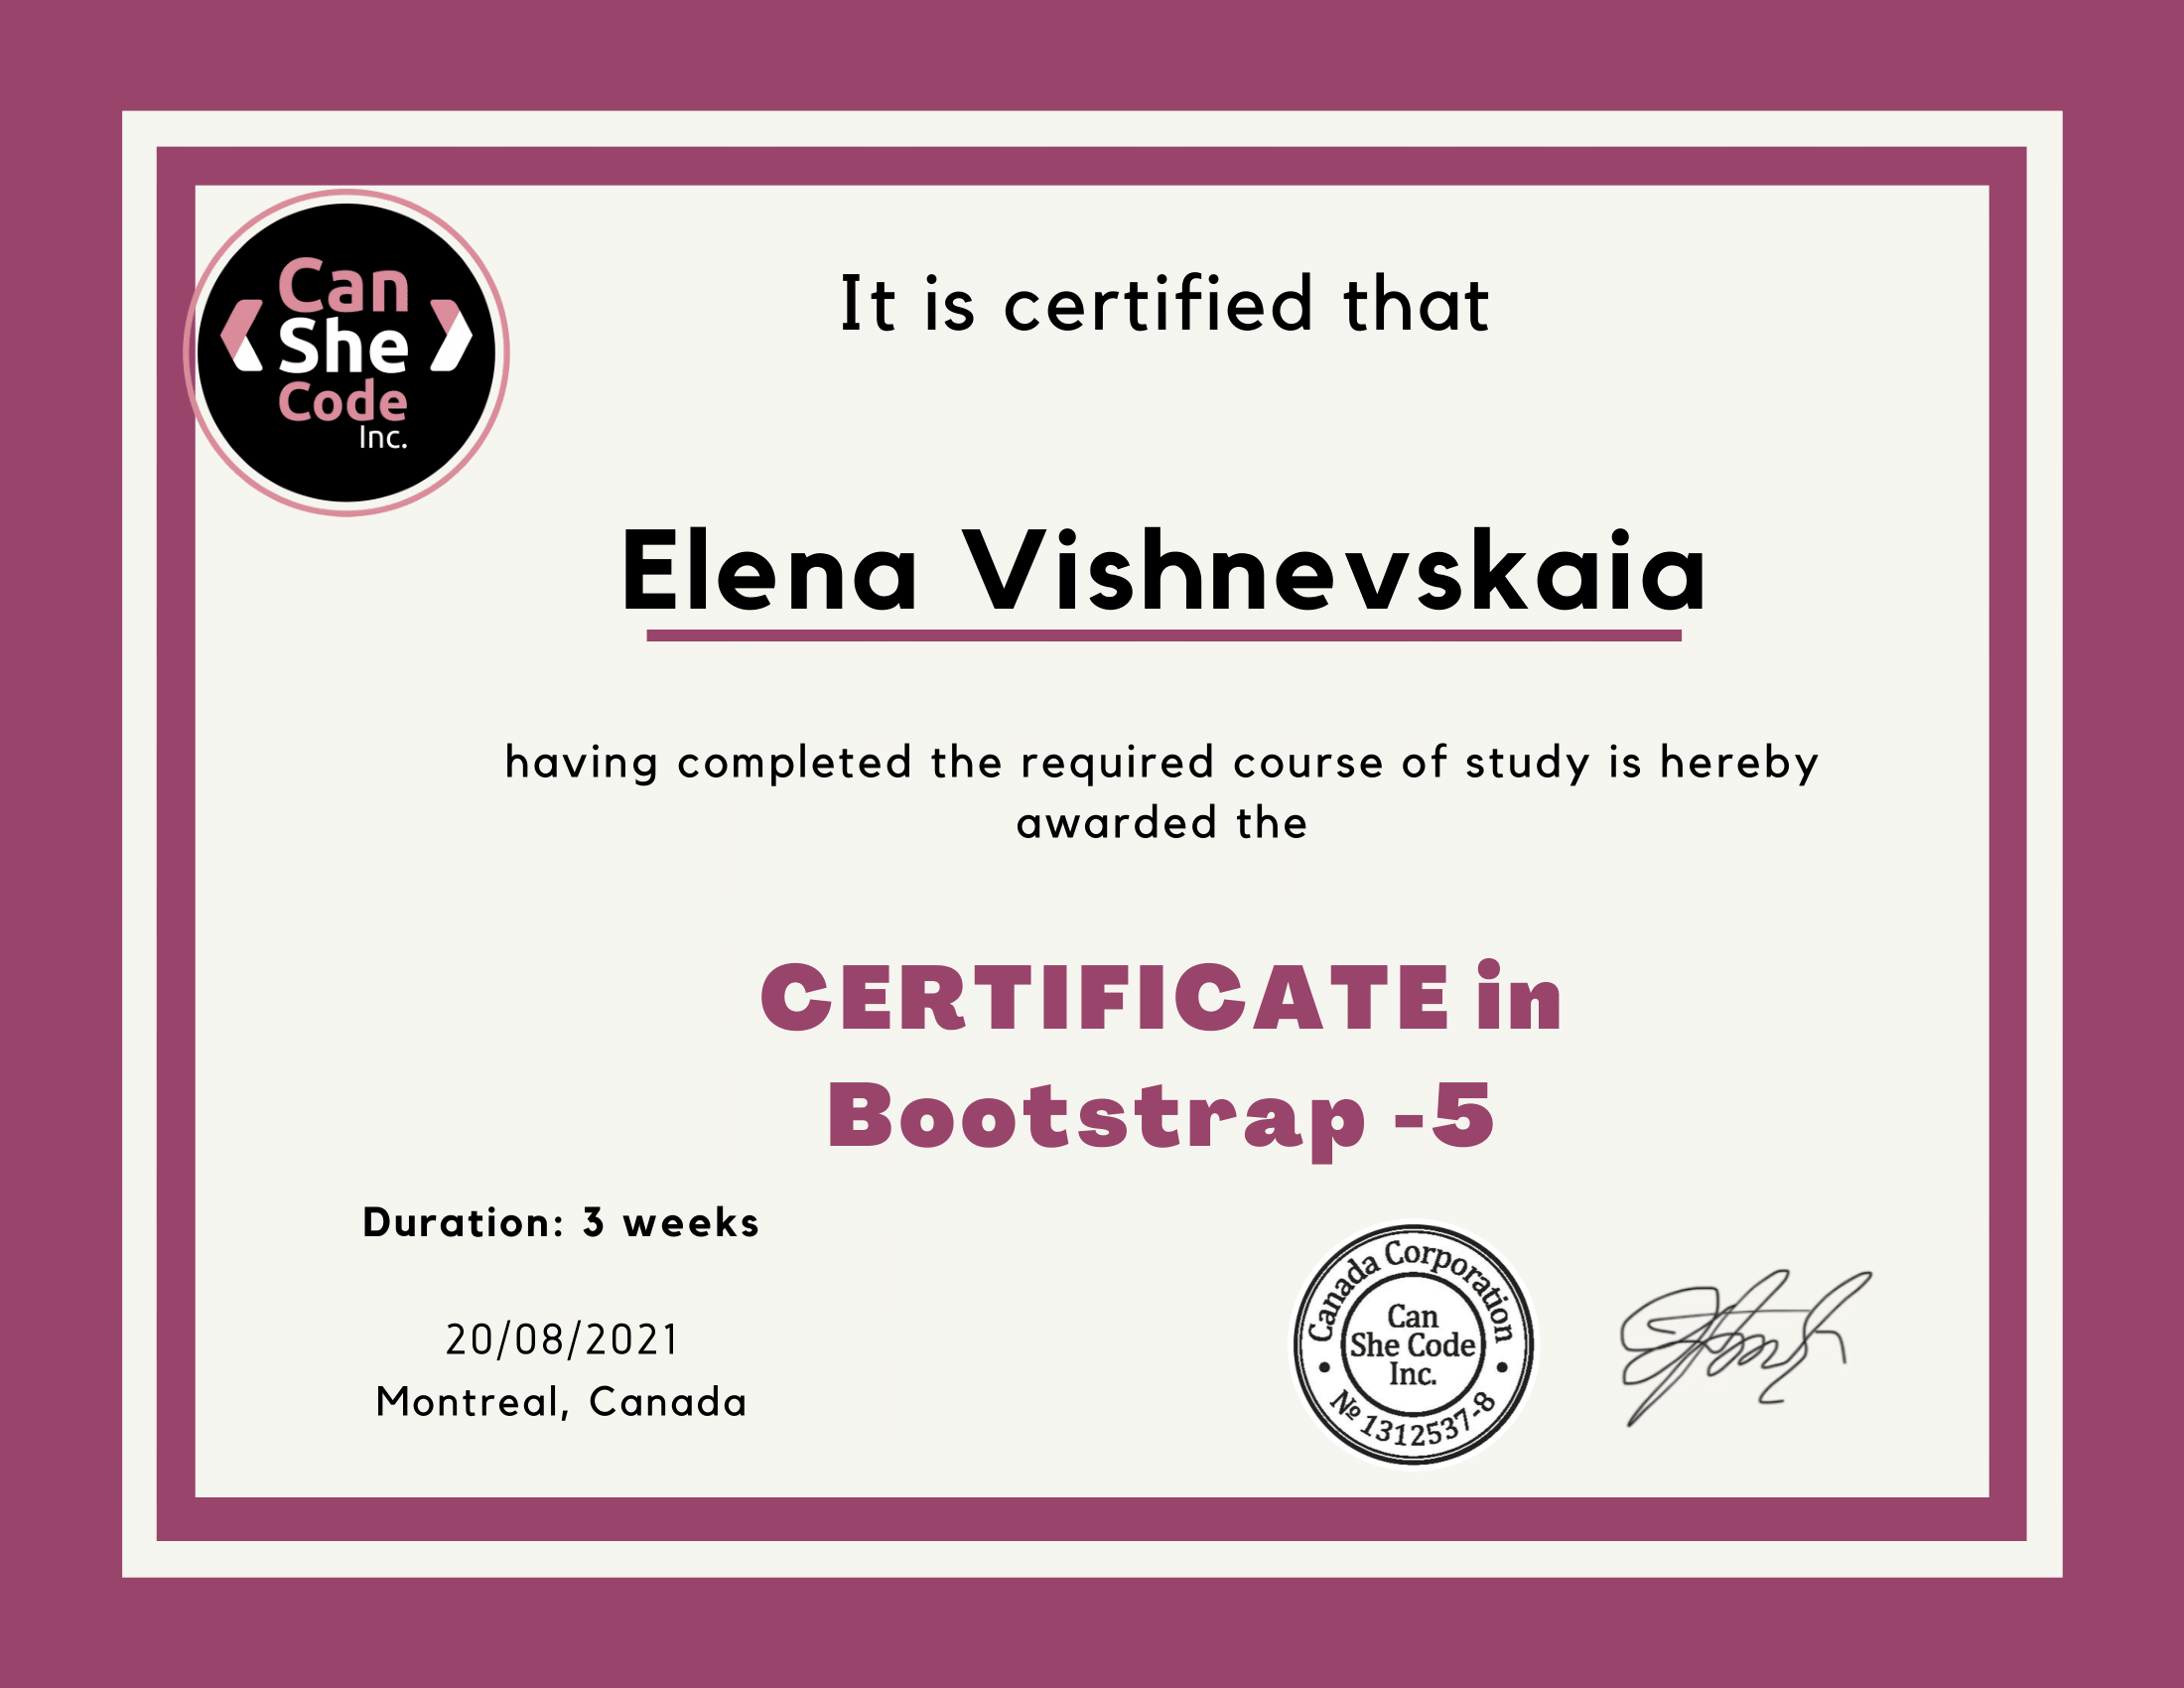 Can
She
Code
Inc.
It is certified that
Elena Vishnevskaia
having completed the required course of study is hereby
awarded the
CERTIFICATE in
Bootstrap -5
Duration: 3 weeks
20/08/2021
Montreal, Canada
Canada Corporation
Can
She Code
Inc.
№ 1312537-8